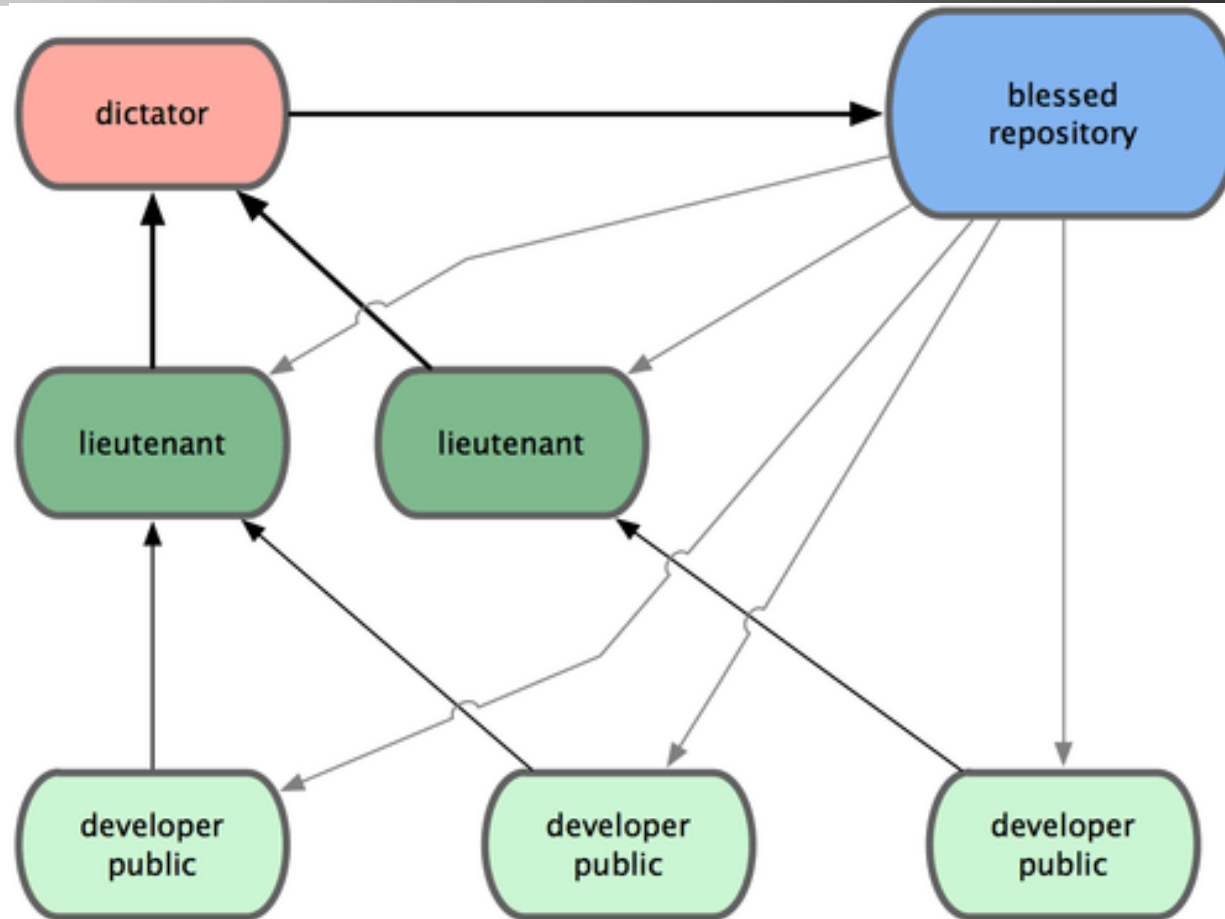 dictator
blessed
repository
lieutenant
lieutenant
developer
public
developer
public
developer
public